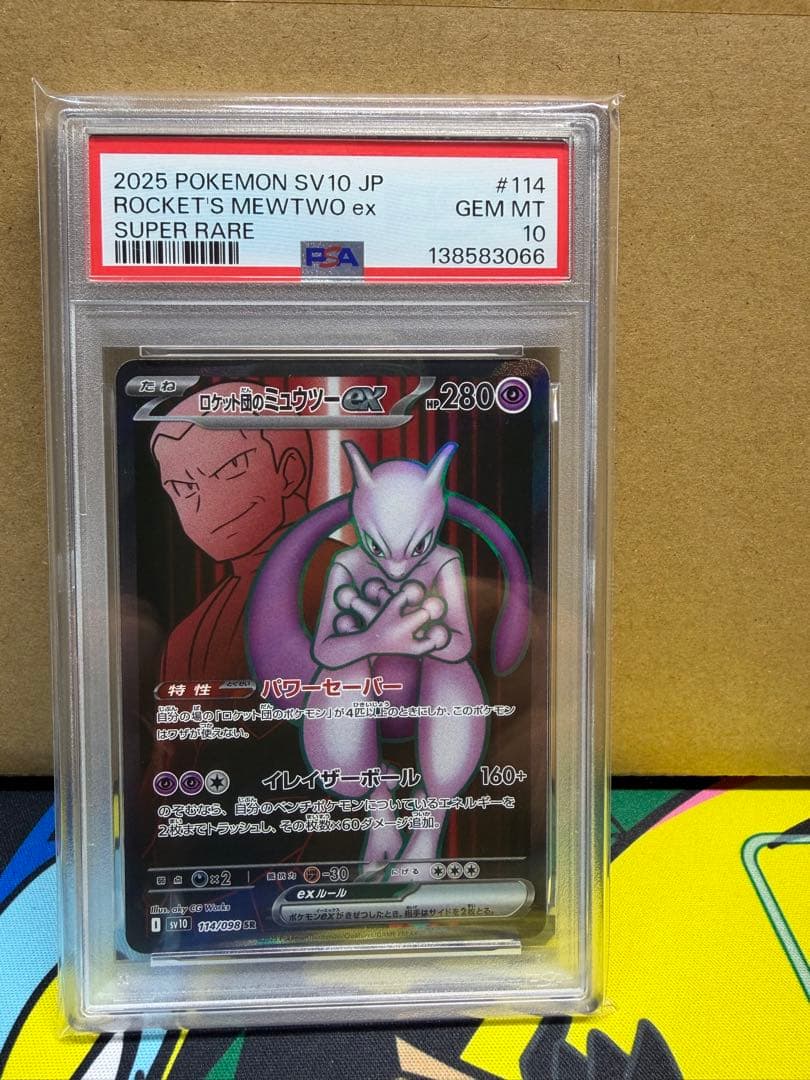 2025 POKEMON SV10 JP #114
ROCKET'S MEWTWO ex GEM MT
SUPER RARE 10
PSA 138583066
たね
ロケット団のミュウツーex HP280
特性 パワーセーバー
自分の場の「ロケット団のポケモン」が4匹以上のときにしか、このポケモン
はワザが使えない。
イレイザーボール 160+
のぞむなら、自分のベンチポケモンについているエネルギーを
2枚までトラッシュし、その枚数×60ダメージ追加。
弱点 ×2 抵抗力 -30 にげる
exルール
ポケモンexがきぜつしたとき、相手はサイドを2枚とる。
Illus. aky CG Works
I sv10 114/098 SR